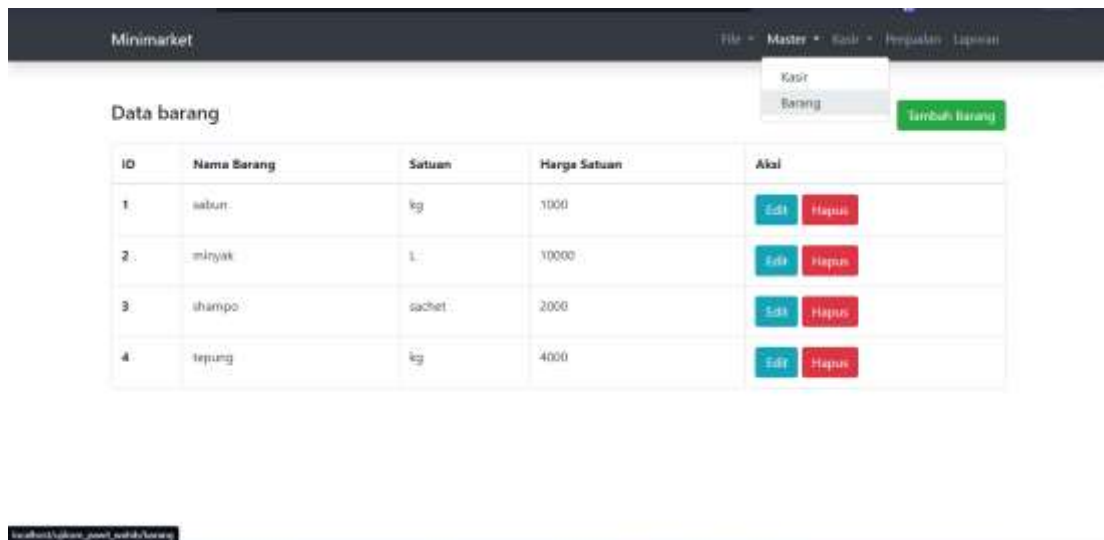 Minimarket File Master Kasir Penjualan Laporan
Kasir
Barang
Data barang
Tambah Barang
ID Nama Barang Satuan Harga Satuan Aksi
1 sabun kg 1000 Edit Hapus
2 minyak L 10000 Edit Hapus
3 shampo sachet 2000 Edit Hapus
4 tepung kg 4000 Edit Hapus